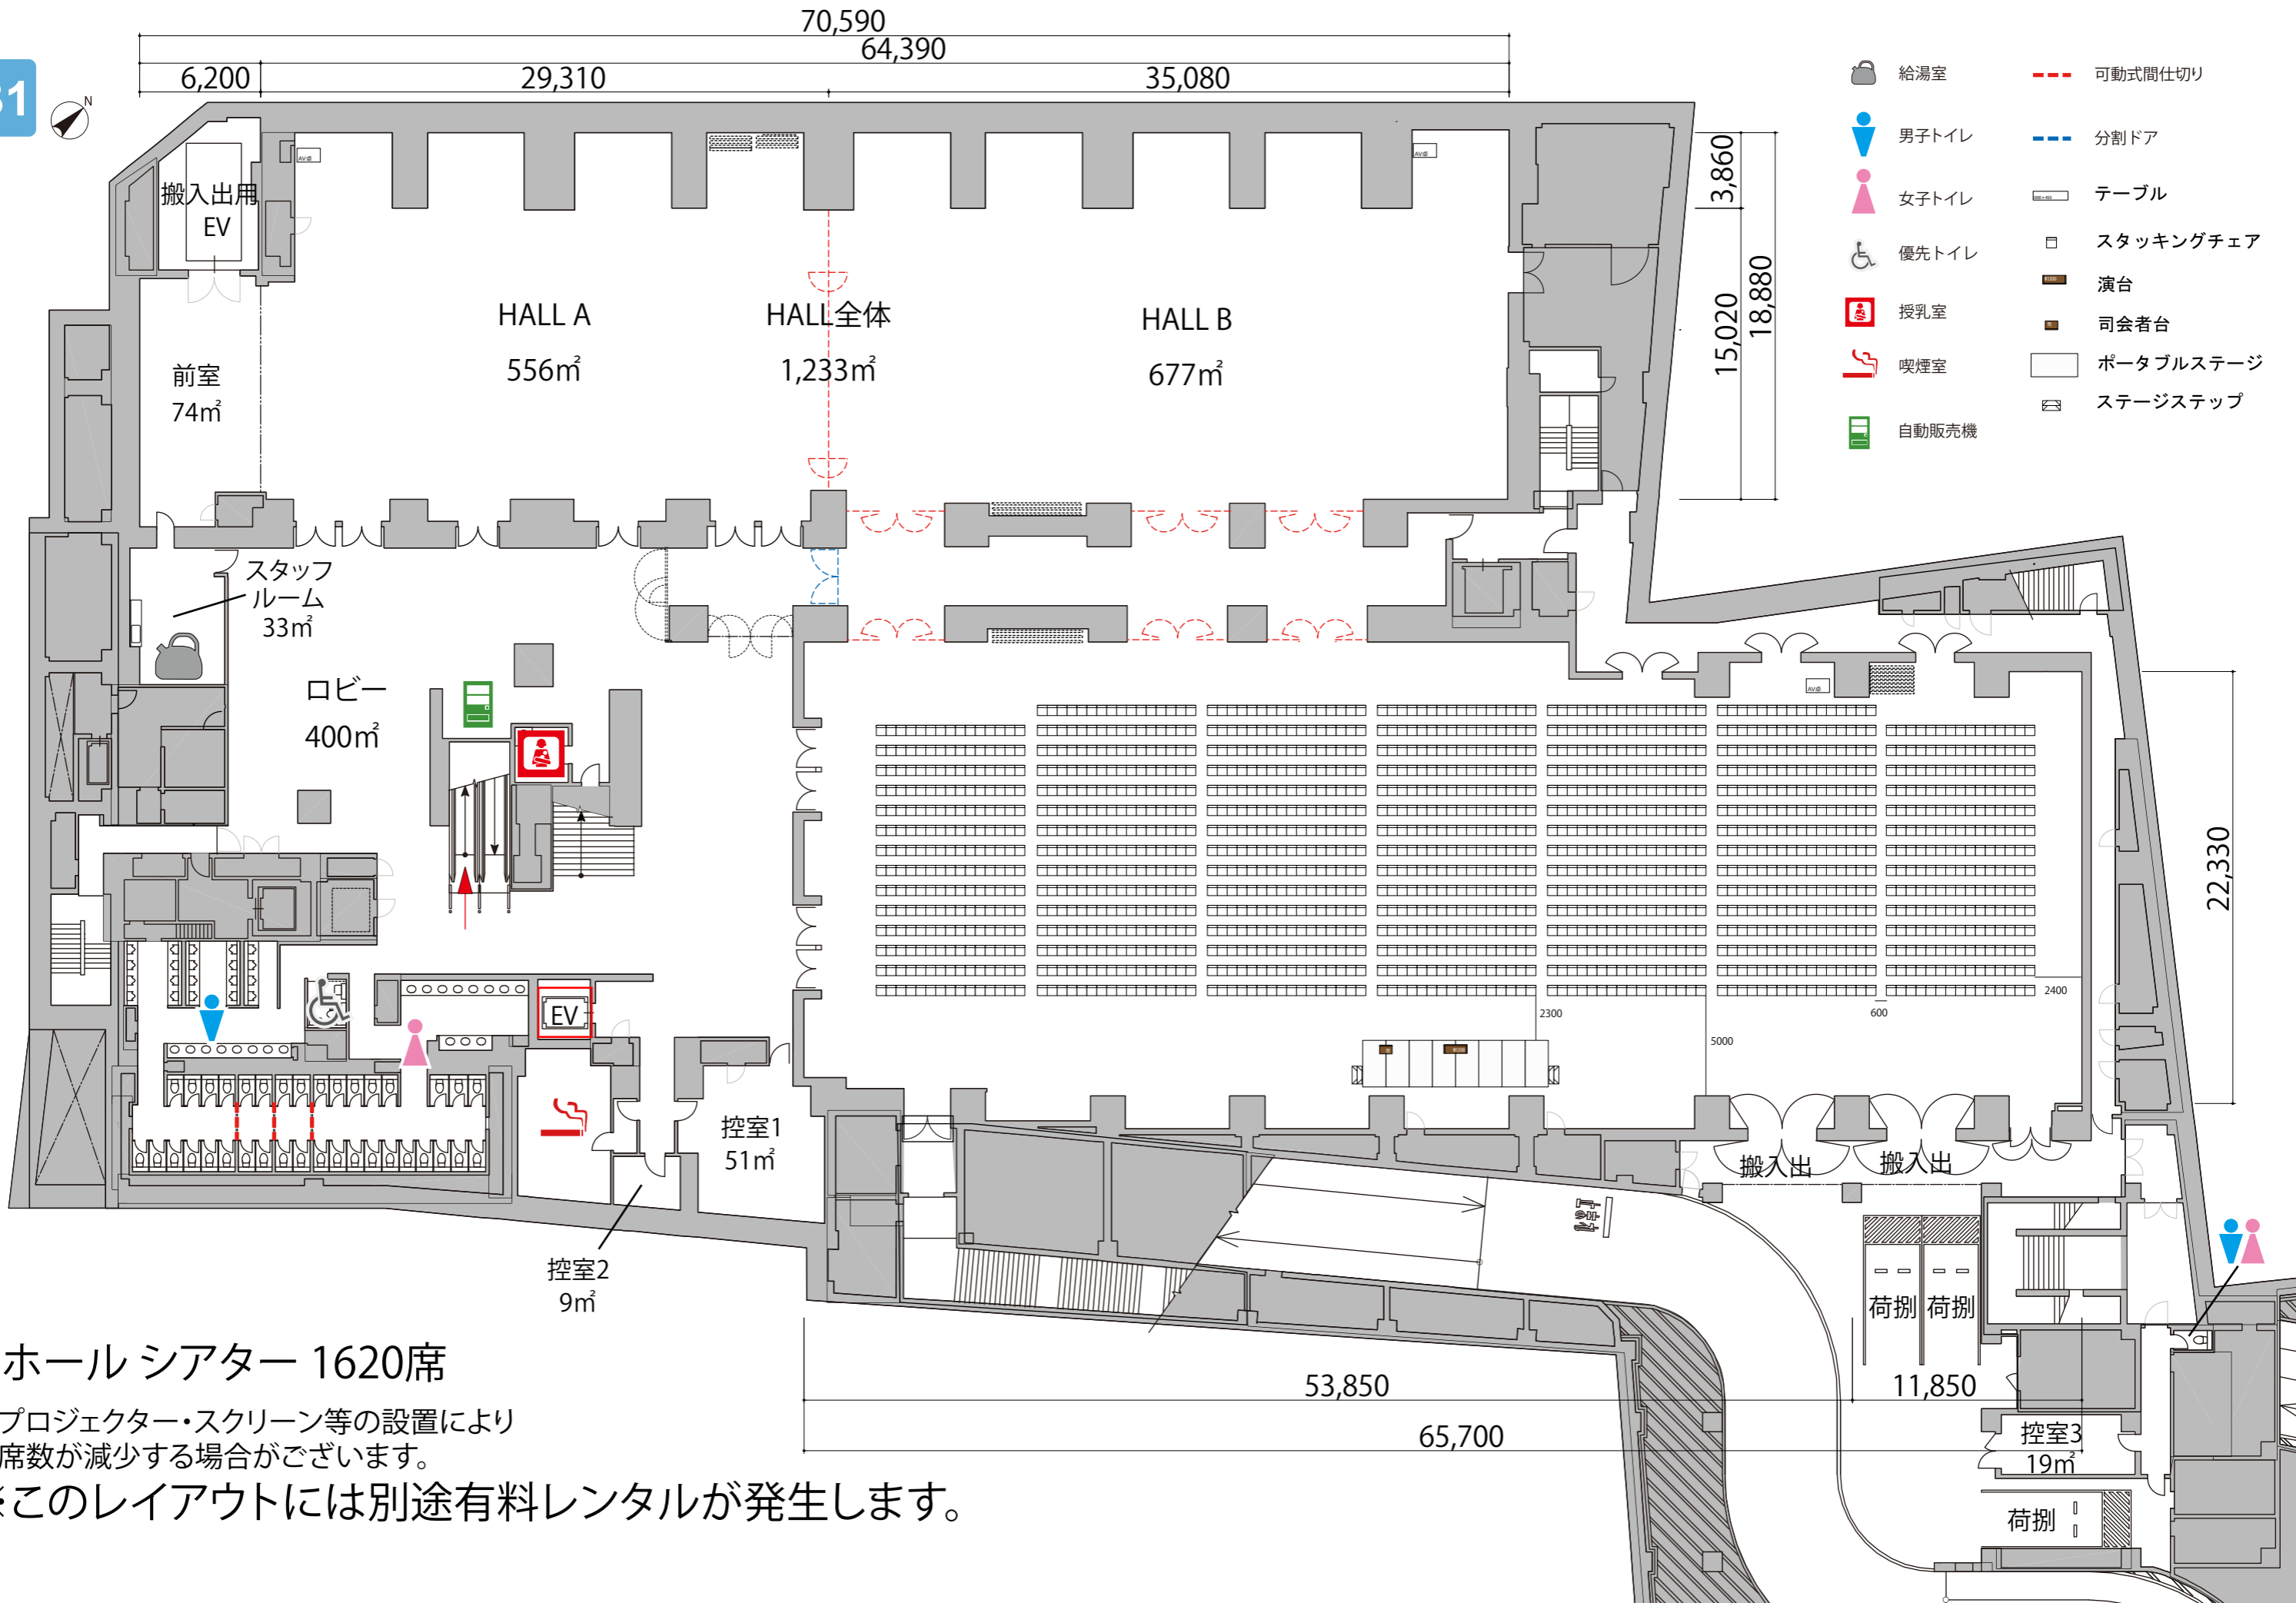 70,590
64,390
6,200 29,310 35,080
N
給湯室 可動式間仕切り
男子トイレ 分割ドア
女子トイレ テーブル
スタッキングチェア
優先トイレ
演台
授乳室 司会者台
喫煙室 ポータブルステージ
ステージステップ
自動販売機
3,860
15,020
18,880
AV卓
AV卓
搬入出用
EV
HALL A
556㎡
HALL全体
1,233㎡
HALL B
677㎡
前室
74㎡
スタッフ
ルーム
33㎡
ロビー
400㎡
AV卓
22,330
2400
2300
600
5000
EV
控室1
51㎡
控室2
9㎡
搬入出 搬入出
荷捌 荷捌
53,850 11,850
65,700
控室3
19㎡
荷捌
ホール シアター 1620席
プロジェクター・スクリーン等の設置により
席数が減少する場合がございます。
※このレイアウトには別途有料レンタルが発生します。